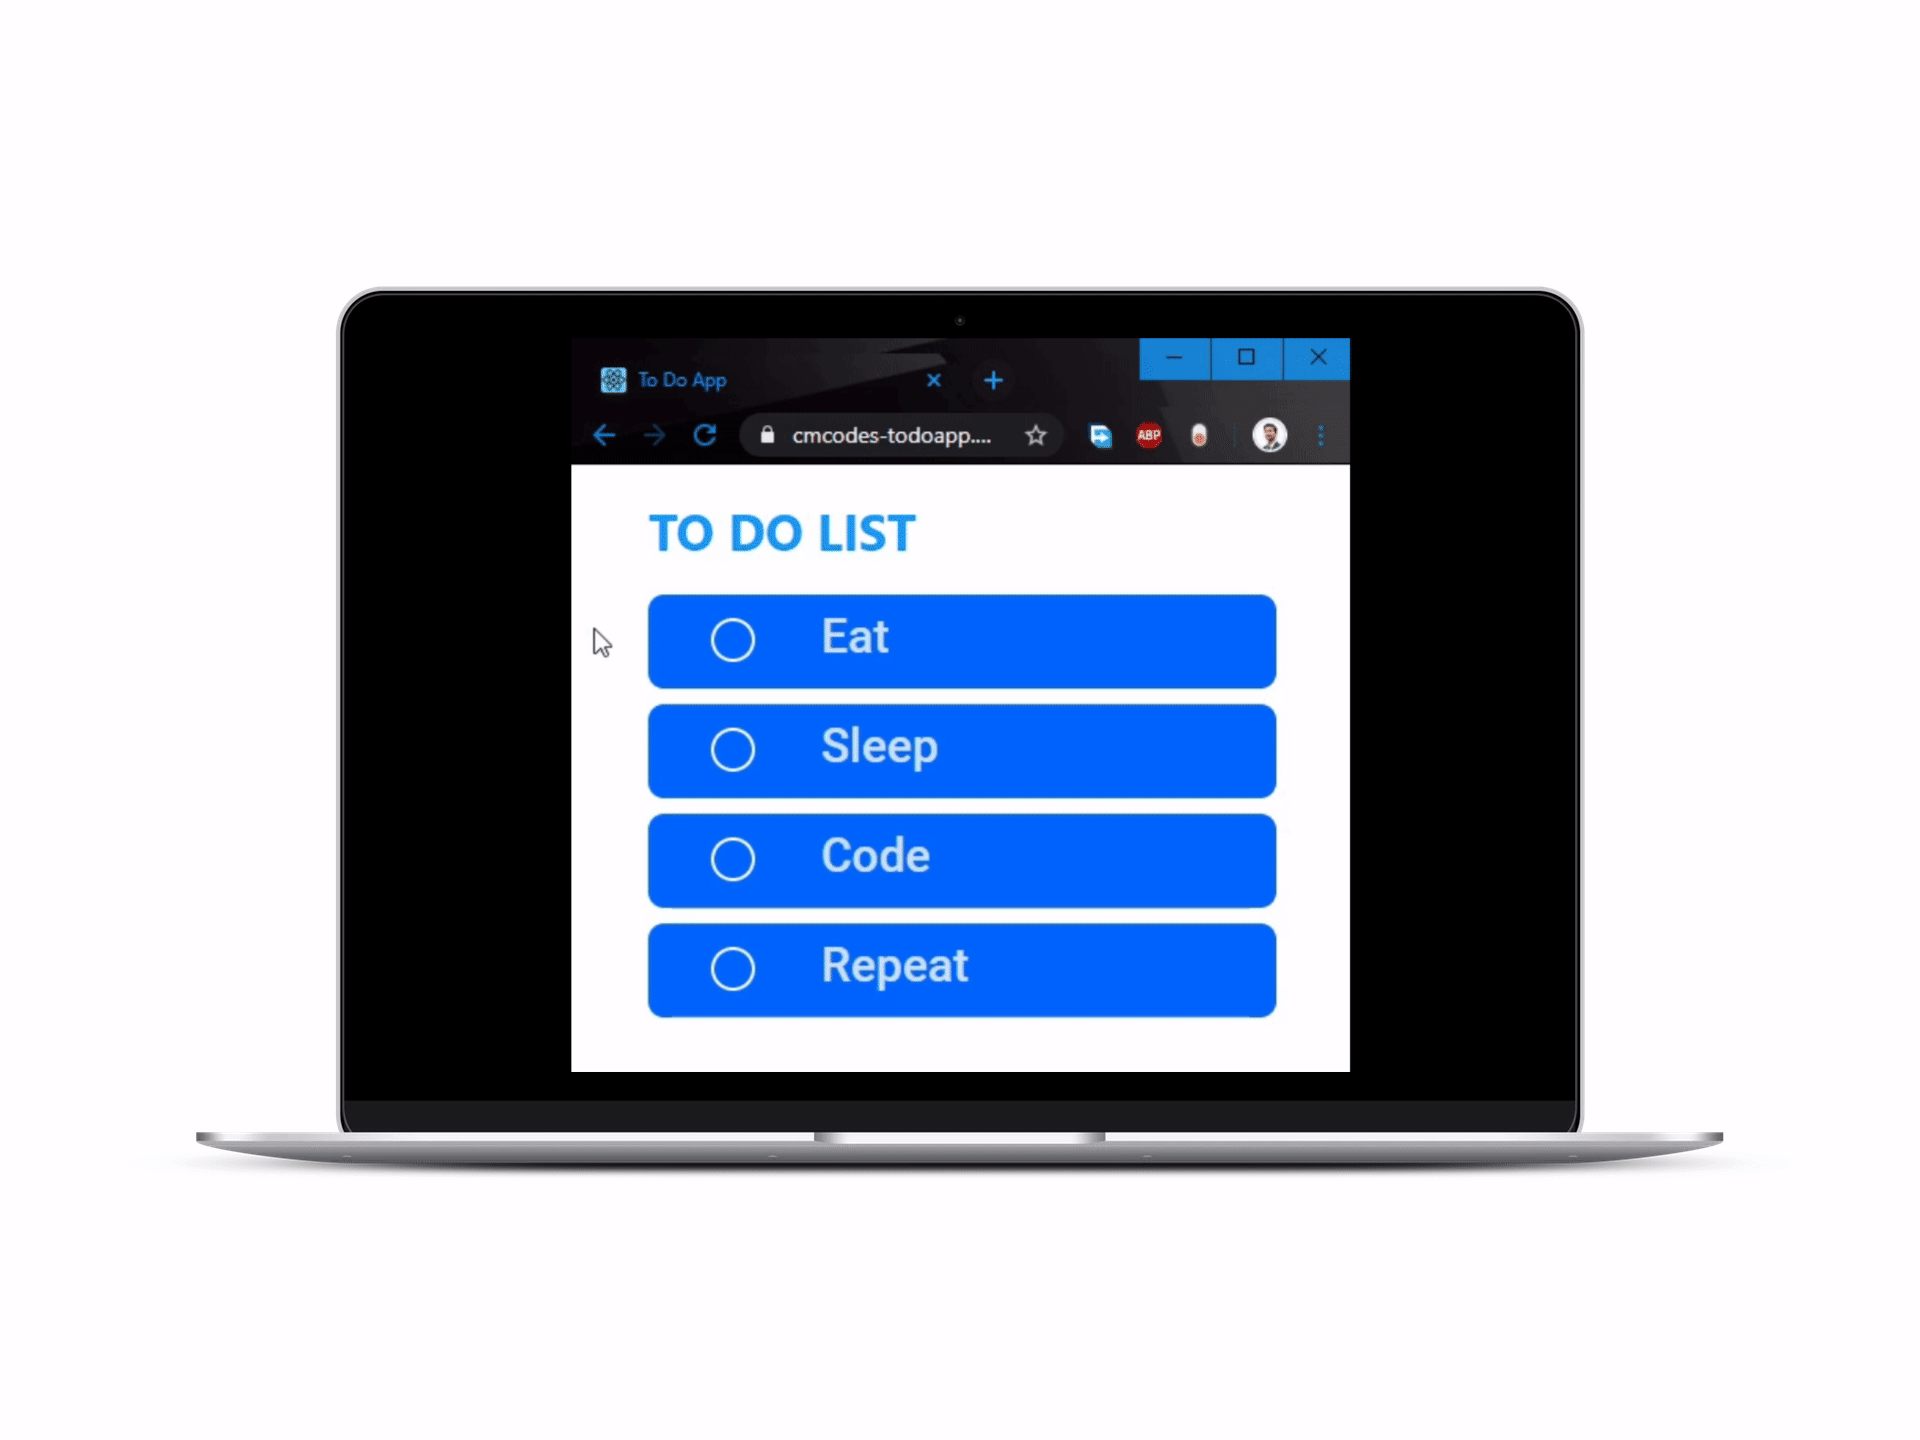 To Do App
cmcodes-todoapp....
ABP
TO DO LIST
Eat
Sleep
Code
Repeat